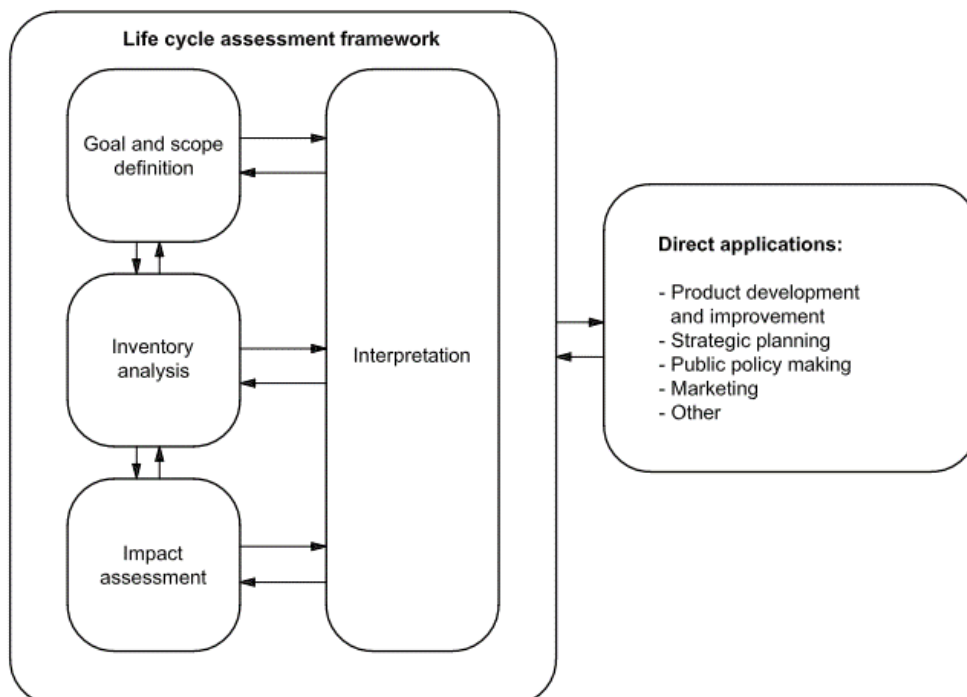 Life cycle assessment framework
Goal and scope
definition
Inventory
analysis
Impact
assessment
Interpretation
Direct applications:
- Product development
and improvement
- Strategic planning
- Public policy making
- Marketing
- Other